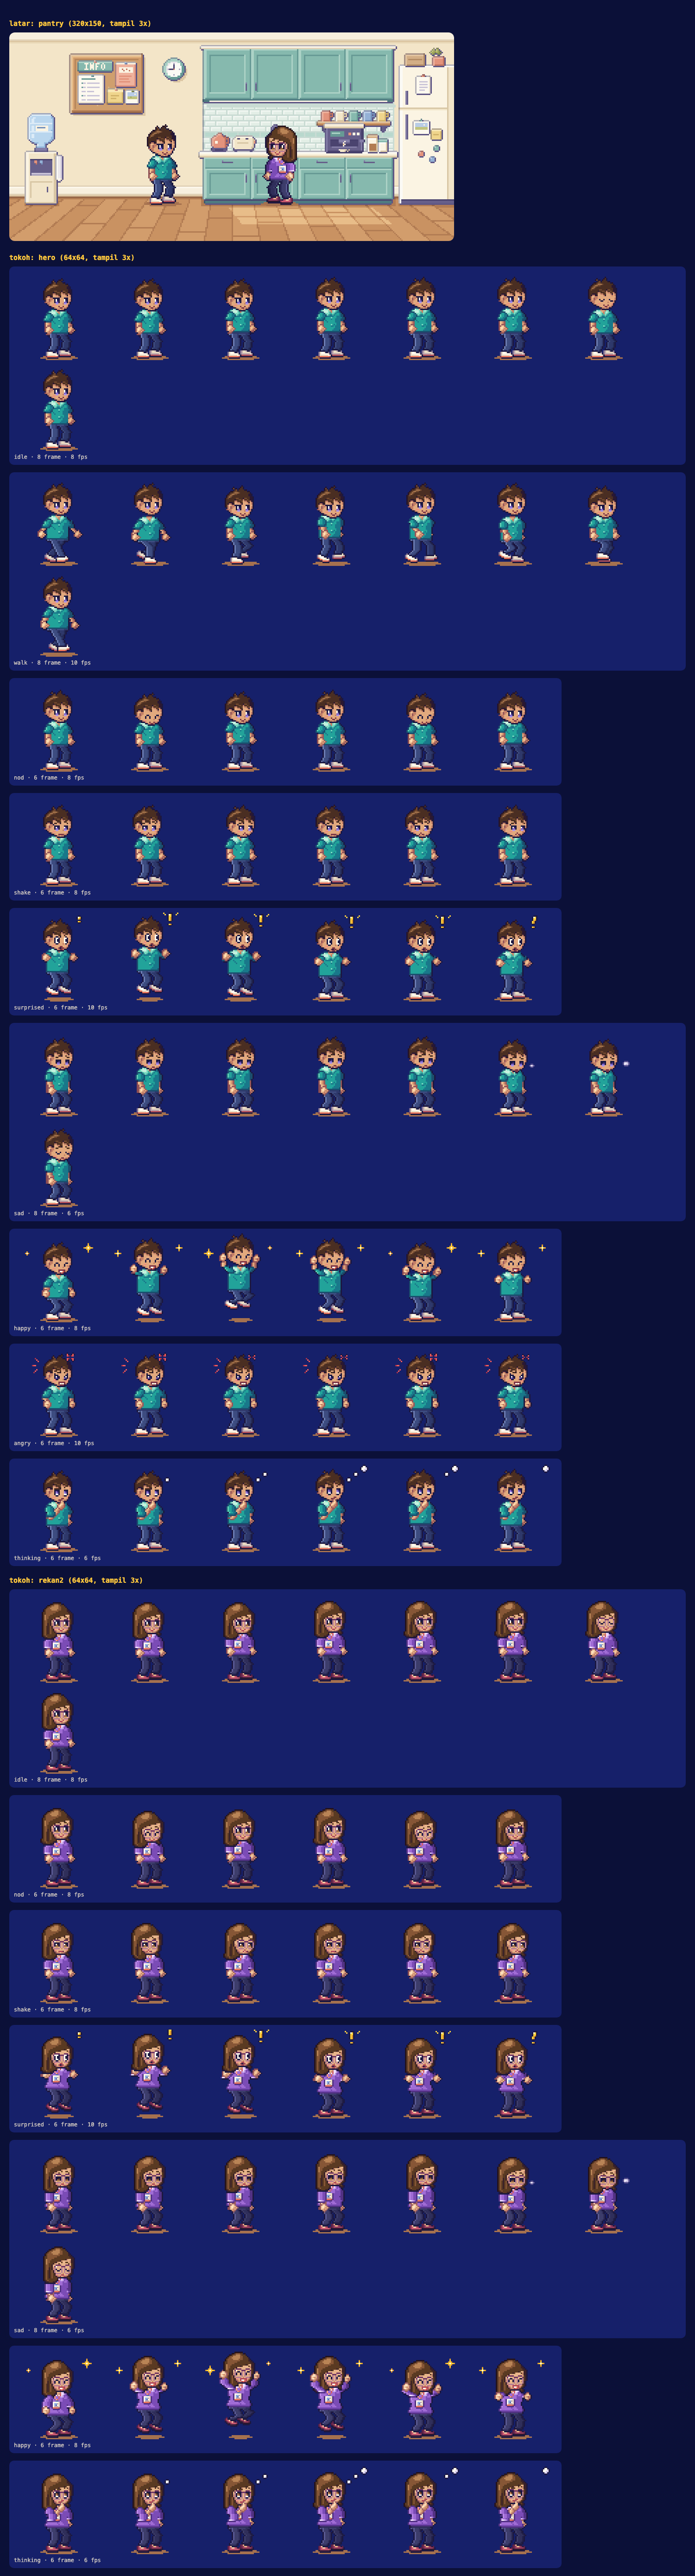 latar: pantry (320x150, tampil 3x)
INFO
tokoh: hero (64x64, tampil 3x)
idle · 8 frame · 8 fps
walk · 8 frame · 10 fps
nod · 6 frame · 8 fps
shake · 6 frame · 8 fps
surprised · 6 frame · 10 fps
sad · 8 frame · 6 fps
happy · 6 frame · 8 fps
angry · 6 frame · 10 fps
thinking · 6 frame · 6 fps
tokoh: rekan2 (64x64, tampil 3x)
idle · 8 frame · 8 fps
nod · 6 frame · 8 fps
shake · 6 frame · 8 fps
surprised · 6 frame · 10 fps
sad · 8 frame · 6 fps
happy · 6 frame · 8 fps
thinking · 6 frame · 6 fps